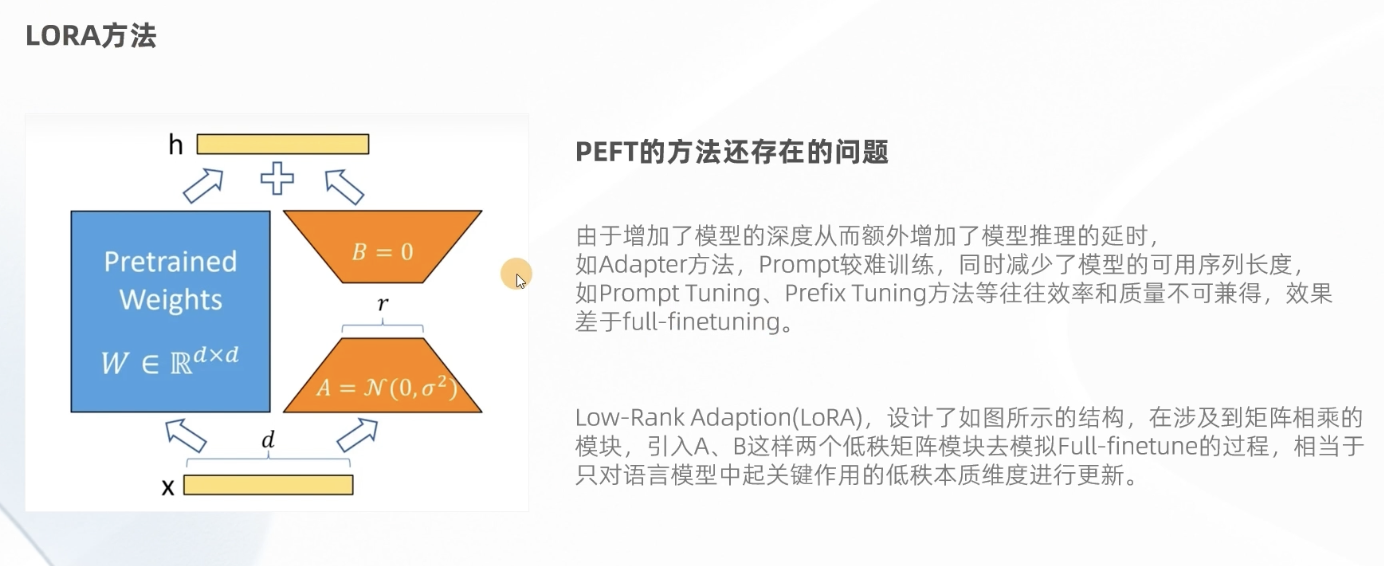 LORA方法
h
Pretrained
Weights
W ∈ ℝ^{d×d}
B = 0
r
A = 𝒩(0, σ²)
d
x
PEFT的方法还存在的问题
由于增加了模型的深度从而额外增加了模型推理的延时，
如Adapter方法，Prompt较难训练，同时减少了模型的可用序列长度，
如Prompt Tuning、Prefix Tuning方法等往往效率和质量不可兼得，效果
差于full-finetuning。
Low-Rank Adaption(LoRA)，设计了如图所示的结构，在涉及到矩阵相乘的
模块，引入A、B这样两个低秩矩阵模块去模拟Full-finetune的过程，相当于
只对语言模型中起关键作用的低秩本质维度进行更新。